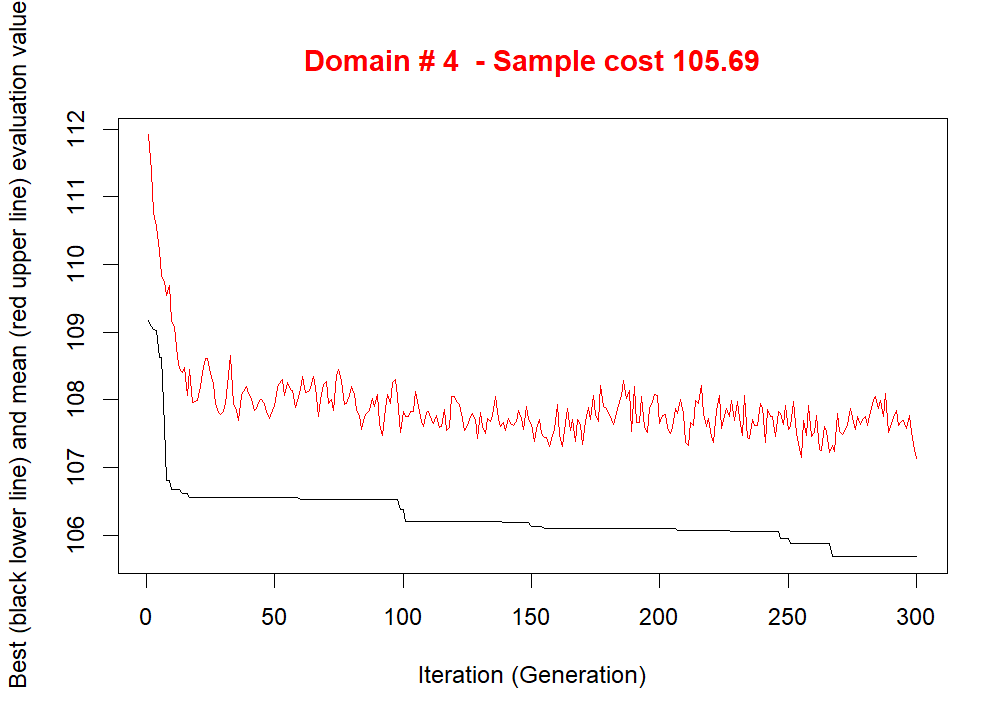 Domain # 4  - Sample cost 105.69
Best (black lower line) and mean (red upper line) evaluation value
112
111
110
109
108
107
106
0 50 100 150 200 250 300
Iteration (Generation)